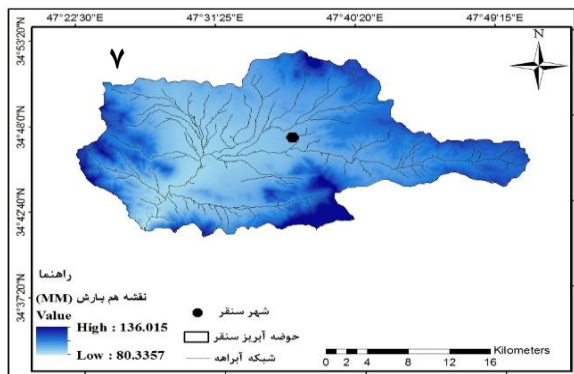 47°22'30"E 47°31'25"E 47°40'20"E 47°49'15"E
34°53'20"N
34°48'0"N
34°42'40"N
34°37'20"N
N
۷
راهنما
نقشه هم بارش (MM)
Value
High : 136.015
Low : 80.3357
شهر سنقر
حوضه آبریز سنقر
شبکه آبراهه
Kilometers
0 2 4 8 12 16